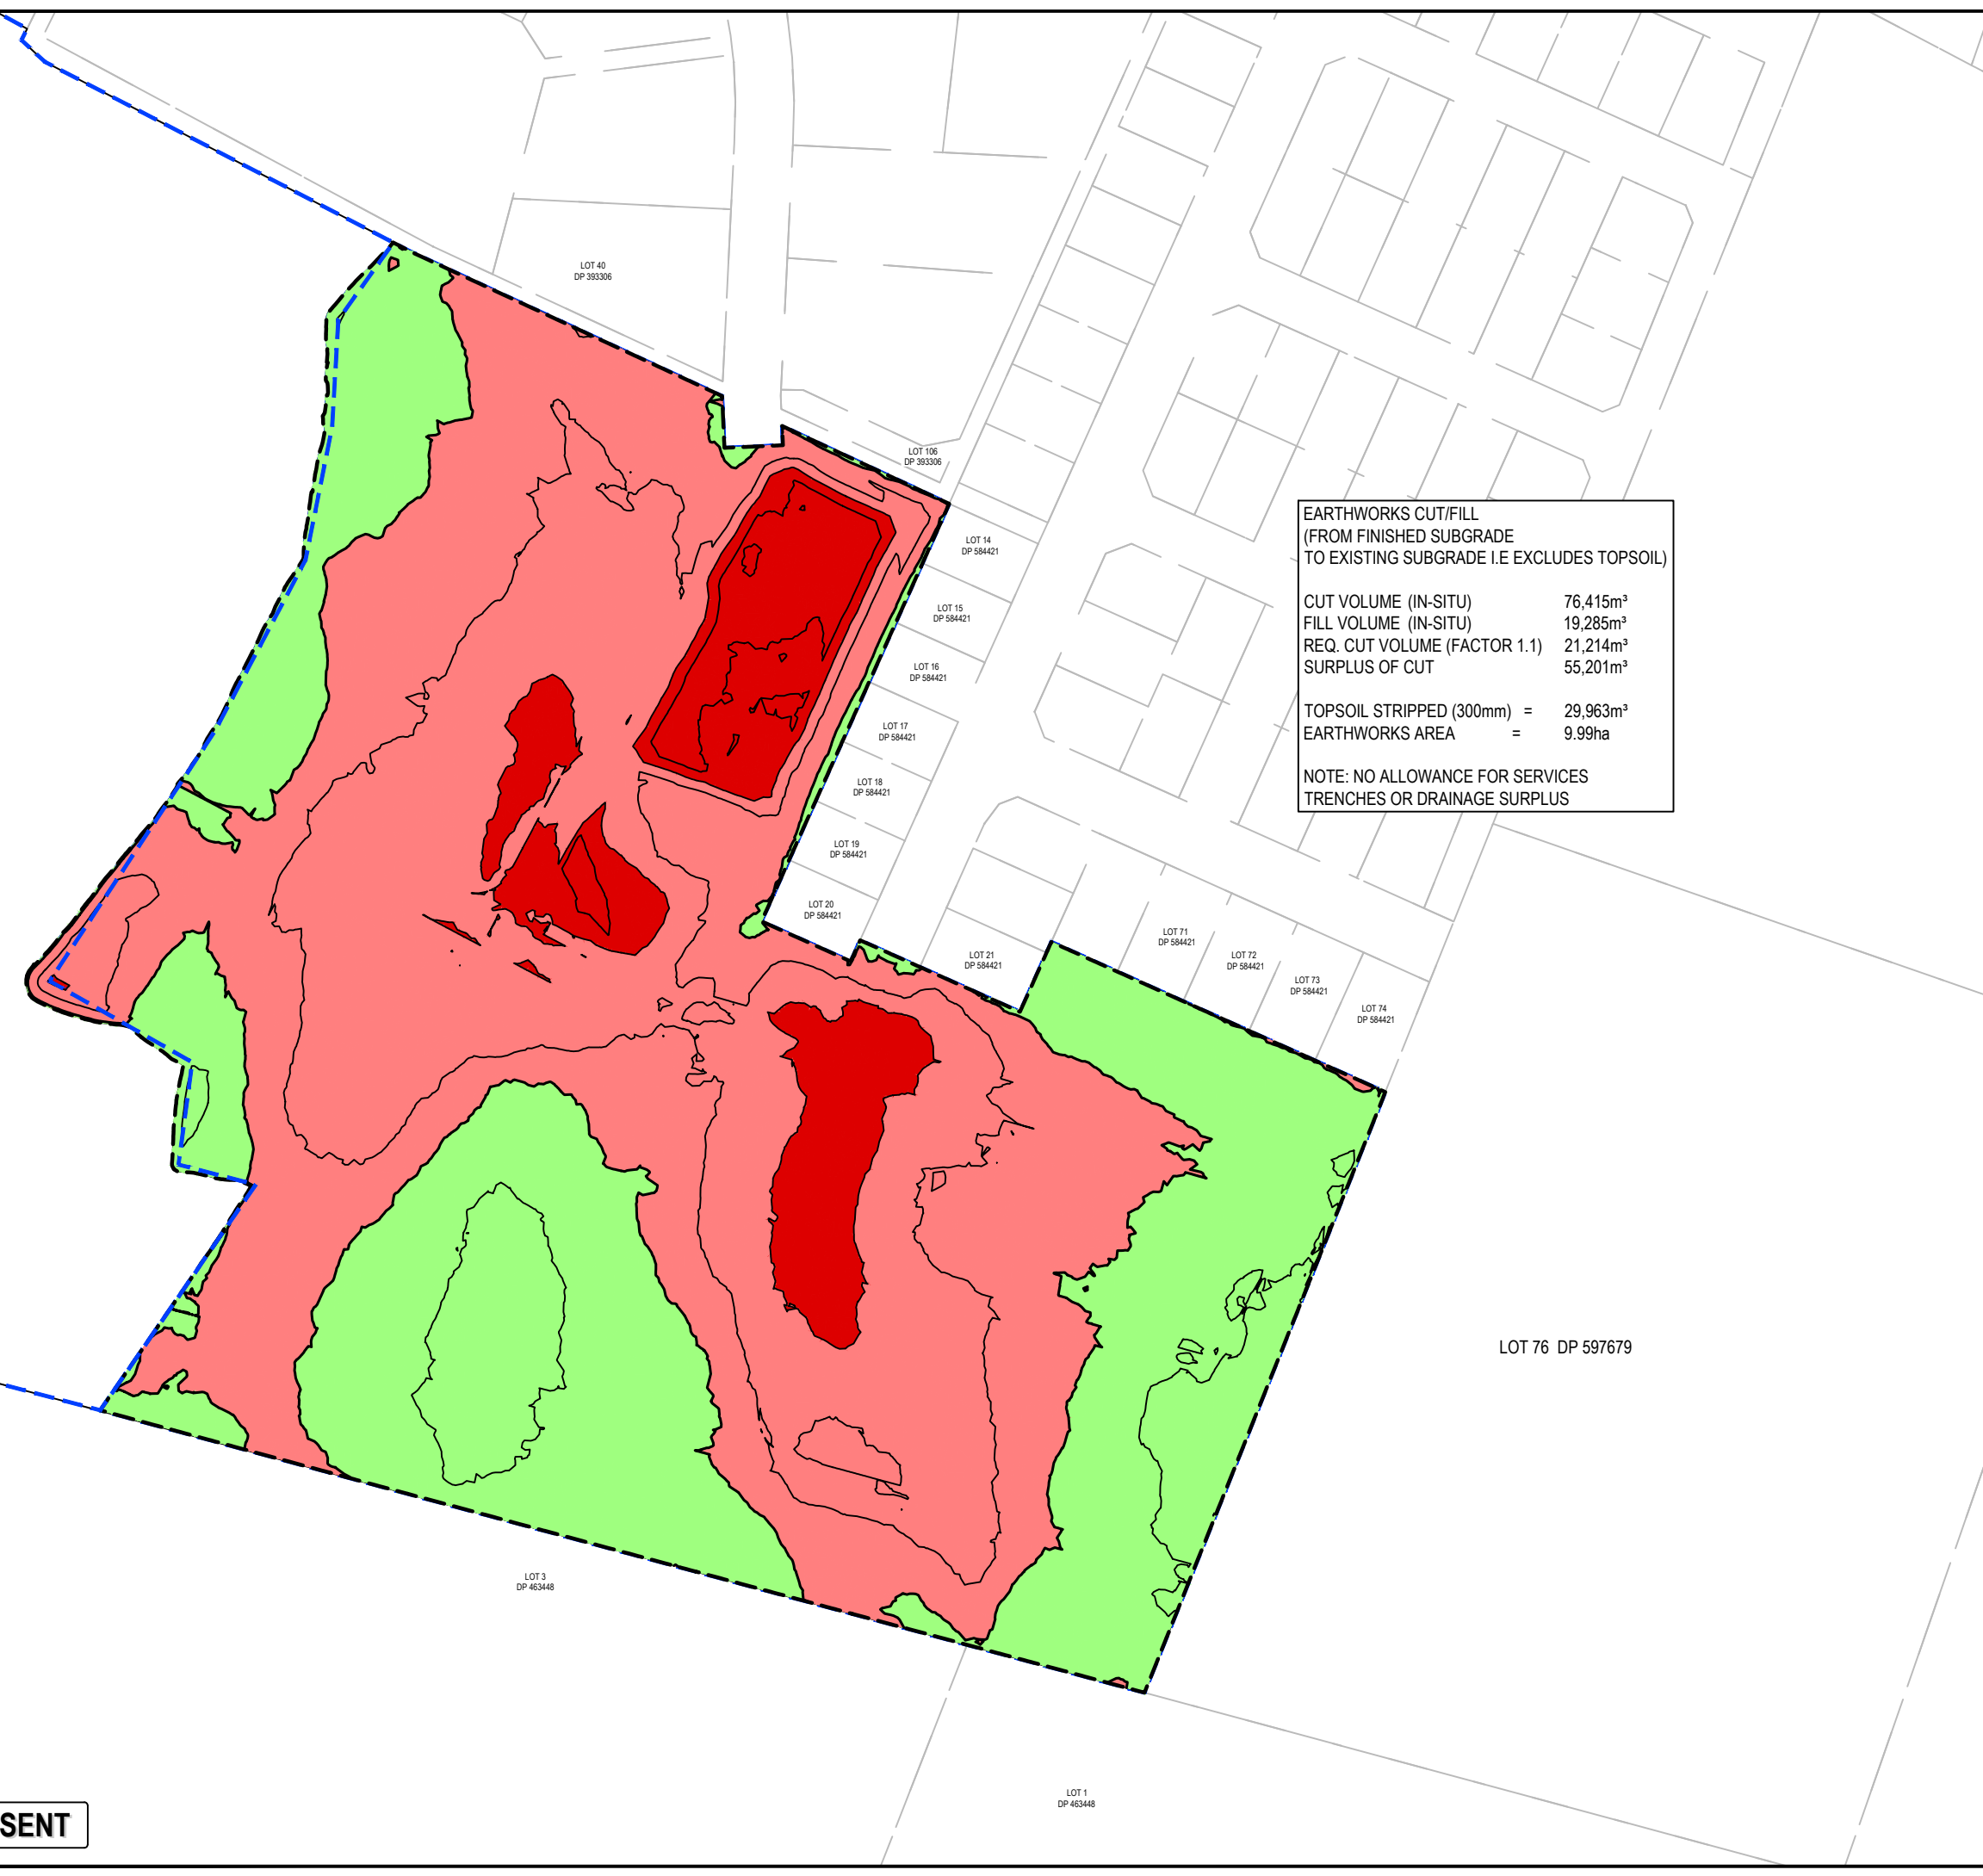 LOT 40
DP 393306
LOT 106
DP 393306
EARTHWORKS CUT/FILL
(FROM FINISHED SUBGRADE
TO EXISTING SUBGRADE I.E EXCLUDES TOPSOIL)
CUT VOLUME (IN-SITU) 76,415m³
FILL VOLUME (IN-SITU) 19,285m³
REQ. CUT VOLUME (FACTOR 1.1) 21,214m³
SURPLUS OF CUT 55,201m³
TOPSOIL STRIPPED (300mm) = 29,963m³
EARTHWORKS AREA = 9.99ha
NOTE: NO ALLOWANCE FOR SERVICES
TRENCHES OR DRAINAGE SURPLUS
LOT 14
DP 584421
LOT 15
DP 584421
LOT 16
DP 584421
LOT 17
DP 584421
LOT 18
DP 584421
LOT 19
DP 584421
LOT 20
DP 584421
LOT 21
DP 584421
LOT 71
DP 584421
LOT 72
DP 584421
LOT 73
DP 584421
LOT 74
DP 584421
LOT 76 DP 597679
LOT 3
DP 463448
LOT 1
DP 463448
SENT